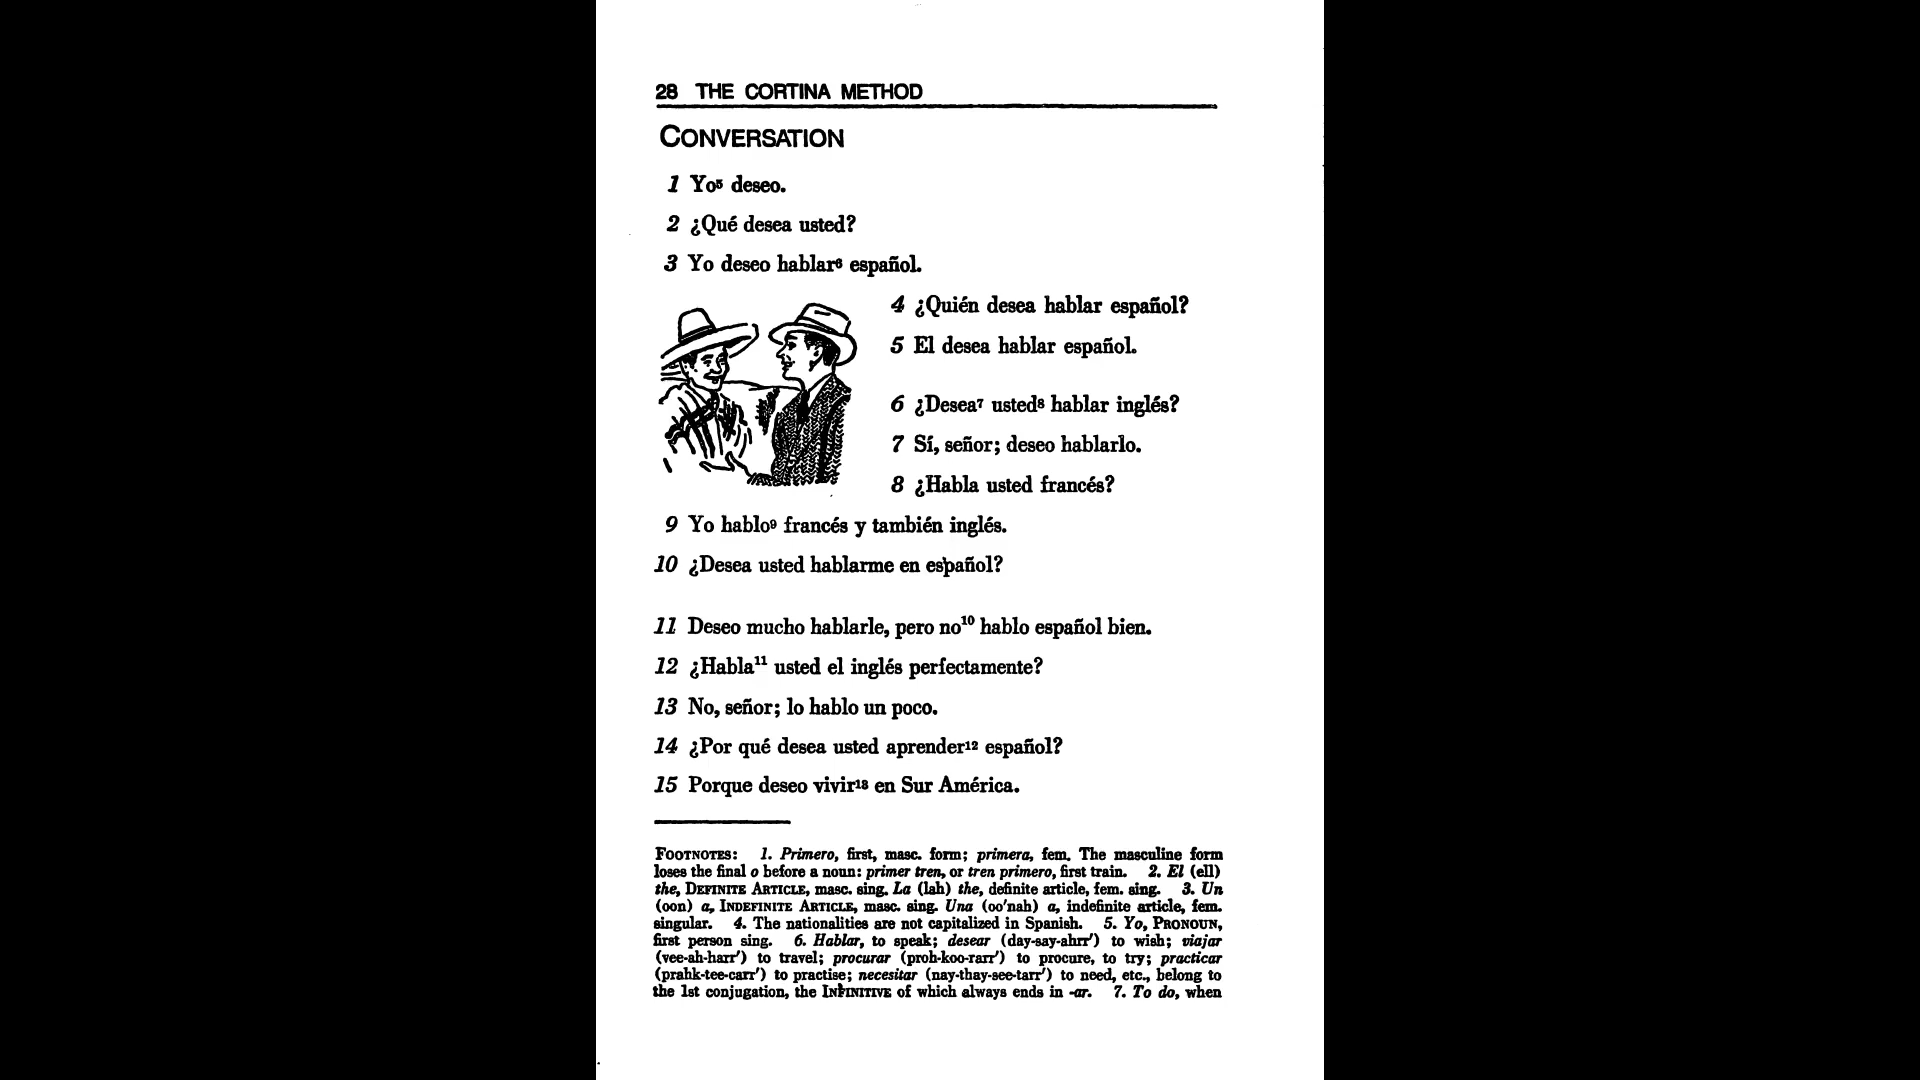 28 THE CORTINA METHOD
CONVERSATION
1 Yo⁵ deseo.
2 ¿Qué desea usted?
3 Yo deseo hablar⁶ español.
4 ¿Quién desea hablar español?
5 El desea hablar español.
6 ¿Desea⁷ usted⁸ hablar inglés?
7 Sí, señor; deseo hablarlo.
8 ¿Habla usted francés?
9 Yo hablo⁹ francés y también inglés.
10 ¿Desea usted hablarme en español?
11 Deseo mucho hablarle, pero no¹⁰ hablo español bien.
12 ¿Habla¹¹ usted el inglés perfectamente?
13 No, señor; lo hablo un poco.
14 ¿Por qué desea usted aprender¹² español?
15 Porque deseo vivir¹³ en Sur América.
FOOTNOTES: 1. Primero, first, masc. form; primera, fem. The masculine form
loses the final o before a noun: primer tren, or tren primero, first train. 2. El (ell)
the, DEFINITE ARTICLE, masc. sing. La (lah) the, definite article, fem. sing. 3. Un
(oon) a, INDEFINITE ARTICLE, masc. sing. Una (oo'nah) a, indefinite article, fem.
singular. 4. The nationalities are not capitalized in Spanish. 5. Yo, PRONOUN,
first person sing. 6. Hablar, to speak; desear (day-say-ahrr') to wish; viajar
(vee-ah-harr') to travel; procurar (proh-koo-rarr') to procure, to try; practicar
(prahk-tee-carr') to practise; necesitar (nay-thay-see-tarr') to need, etc., belong to
the 1st conjugation, the INFINITIVE of which always ends in -ar. 7. To do, when